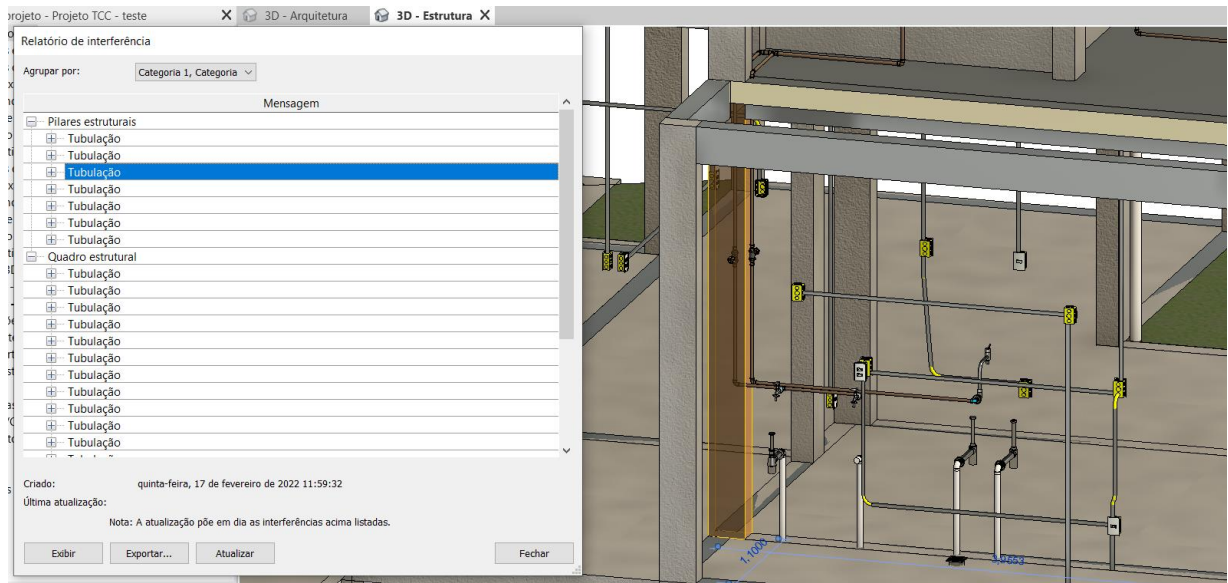 projeto - Projeto TCC - teste
3D - Arquitetura
3D - Estrutura
Relatório de interferência
Agrupar por:
Categoria 1, Categoria
Mensagem
Pilares estruturais
Tubulação
Tubulação
Tubulação
Tubulação
Tubulação
Tubulação
Tubulação
Quadro estrutural
Tubulação
Tubulação
Tubulação
Tubulação
Tubulação
Tubulação
Tubulação
Tubulação
Tubulação
Tubulação
Tubulação
Criado: quinta-feira, 17 de fevereiro de 2022 11:59:32
Última atualização:
Nota: A atualização põe em dia as interferências acima listadas.
Exibir
Exportar...
Atualizar
Fechar
1.1000